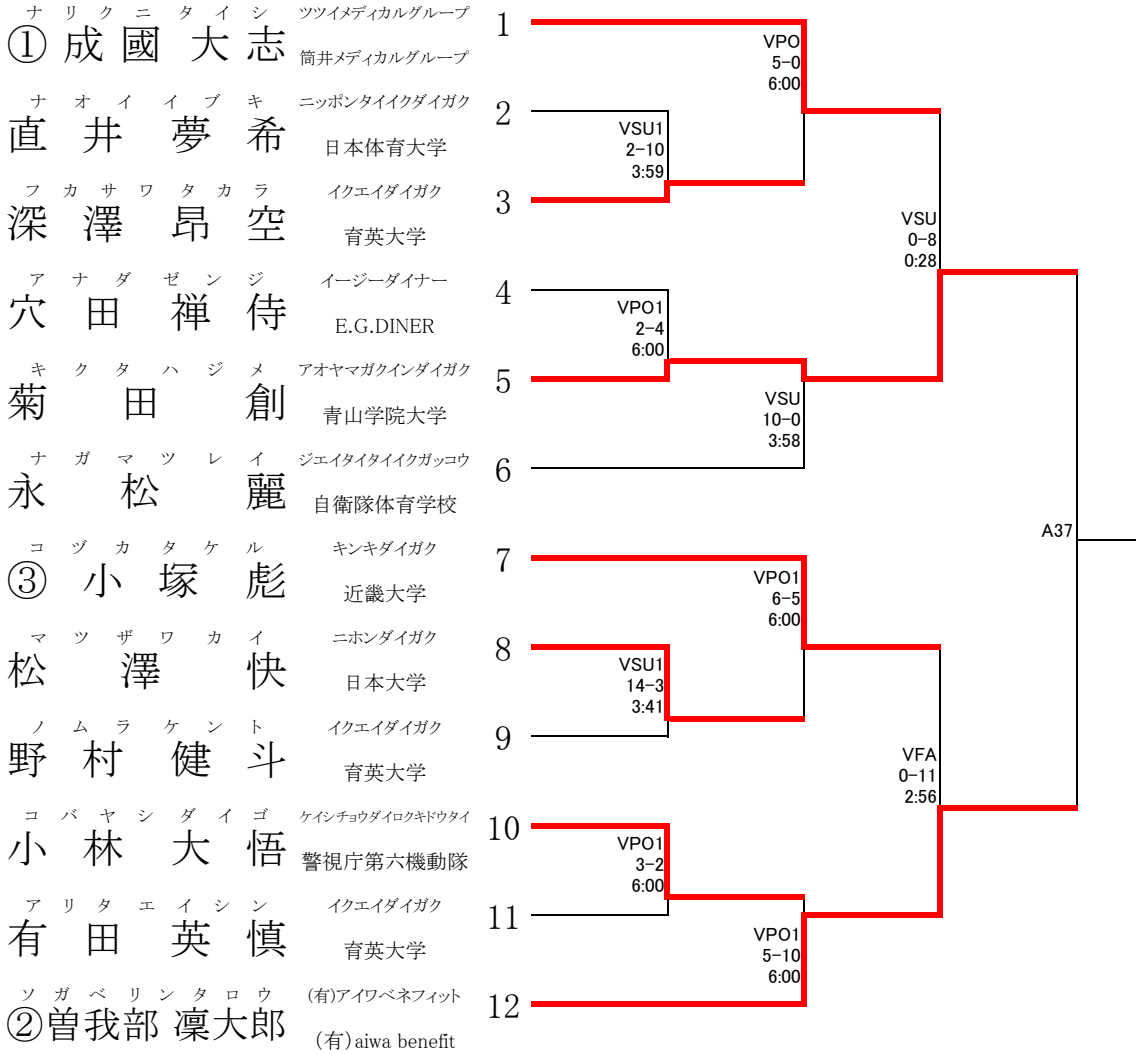 ナリクニタイシ ツツイメディカルグループ
① 成國大志 筒井メディカルグループ 1
ナオイイブキ ニッポンタイイクダイガク
直井夢希 日本体育大学 2
フカサワタカラ イクエイダイガク
深澤昂空 育英大学 3
アナダゼンジ イージーダイナー
穴田禅侍 E.G.DINER 4
キクタハジメ アオヤマガクインダイガク
菊田創 青山学院大学 5
ナガマツレイ ジエイタイタイイクガッコウ
永松麗 自衛隊体育学校 6
コヅカタケル キンキダイガク
③ 小塚彪 近畿大学 7
マツザワカイ ニホンダイガク
松澤快 日本大学 8
ノムラケント イクエイダイガク
野村健斗 育英大学 9
コバヤシダイゴ ケイシチョウダイロクキドウタイ
小林大悟 警視庁第六機動隊 10
アリタエイシン イクエイダイガク
有田英慎 育英大学 11
ソガベリンタロウ (有)アイワベネフィット
②曽我部 凜大郎 (有)aiwa benefit 12
VSU1
2-10
3:59
VPO1
2-4
6:00
VSU1
14-3
3:41
VPO1
3-2
6:00
VPO
5-0
6:00
VSU
10-0
3:58
VPO1
6-5
6:00
VPO1
5-10
6:00
VSU
0-8
0:28
VFA
0-11
2:56
A37